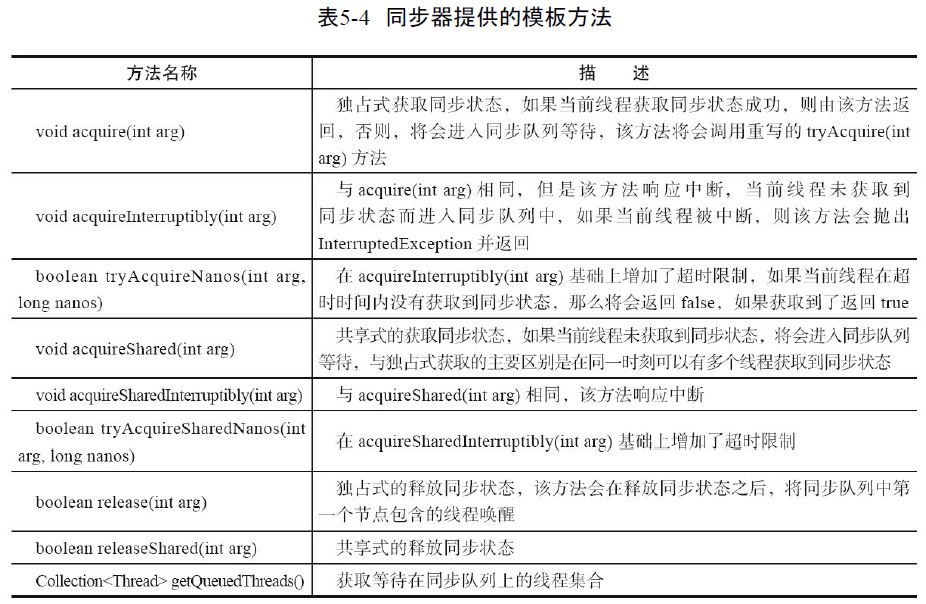 表5-4 同步器提供的模板方法
方法名称
描 述
void acquire(int arg)
独占式获取同步状态，如果当前线程获取同步状态成功，则由该方法返
回，否则，将会进入同步队列等待，该方法将会调用重写的 tryAcquire(int
arg) 方法
void acquireInterruptibly(int arg)
与 acquire(int arg) 相同，但是该方法响应中断，当前线程未获取到
同步状态而进入同步队列中，如果当前线程被中断，则该方法会抛出
InterruptedException 并返回
boolean tryAcquireNanos(int arg,
long nanos)
在 acquireInterruptibly(int arg) 基础上增加了超时限制，如果当前线程在超
时时间内没有获取到同步状态，那么将会返回 false，如果获取到了返回 true
void acquireShared(int arg)
共享式的获取同步状态，如果当前线程未获取到同步状态，将会进入同步队列
等待，与独占式获取的主要区别是在同一时刻可以有多个线程获取到同步状态
void acquireSharedInterruptibly(int arg)
与 acquireShared(int arg) 相同，该方法响应中断
boolean tryAcquireSharedNanos(int
arg, long nanos)
在 acquireSharedInterruptibly(int arg) 基础上增加了超时限制
boolean release(int arg)
独占式的释放同步状态，该方法会在释放同步状态之后，将同步队列中第
一个节点包含的线程唤醒
boolean releaseShared(int arg)
共享式的释放同步状态
Collection<Thread> getQueuedThreads()
获取等待在同步队列上的线程集合